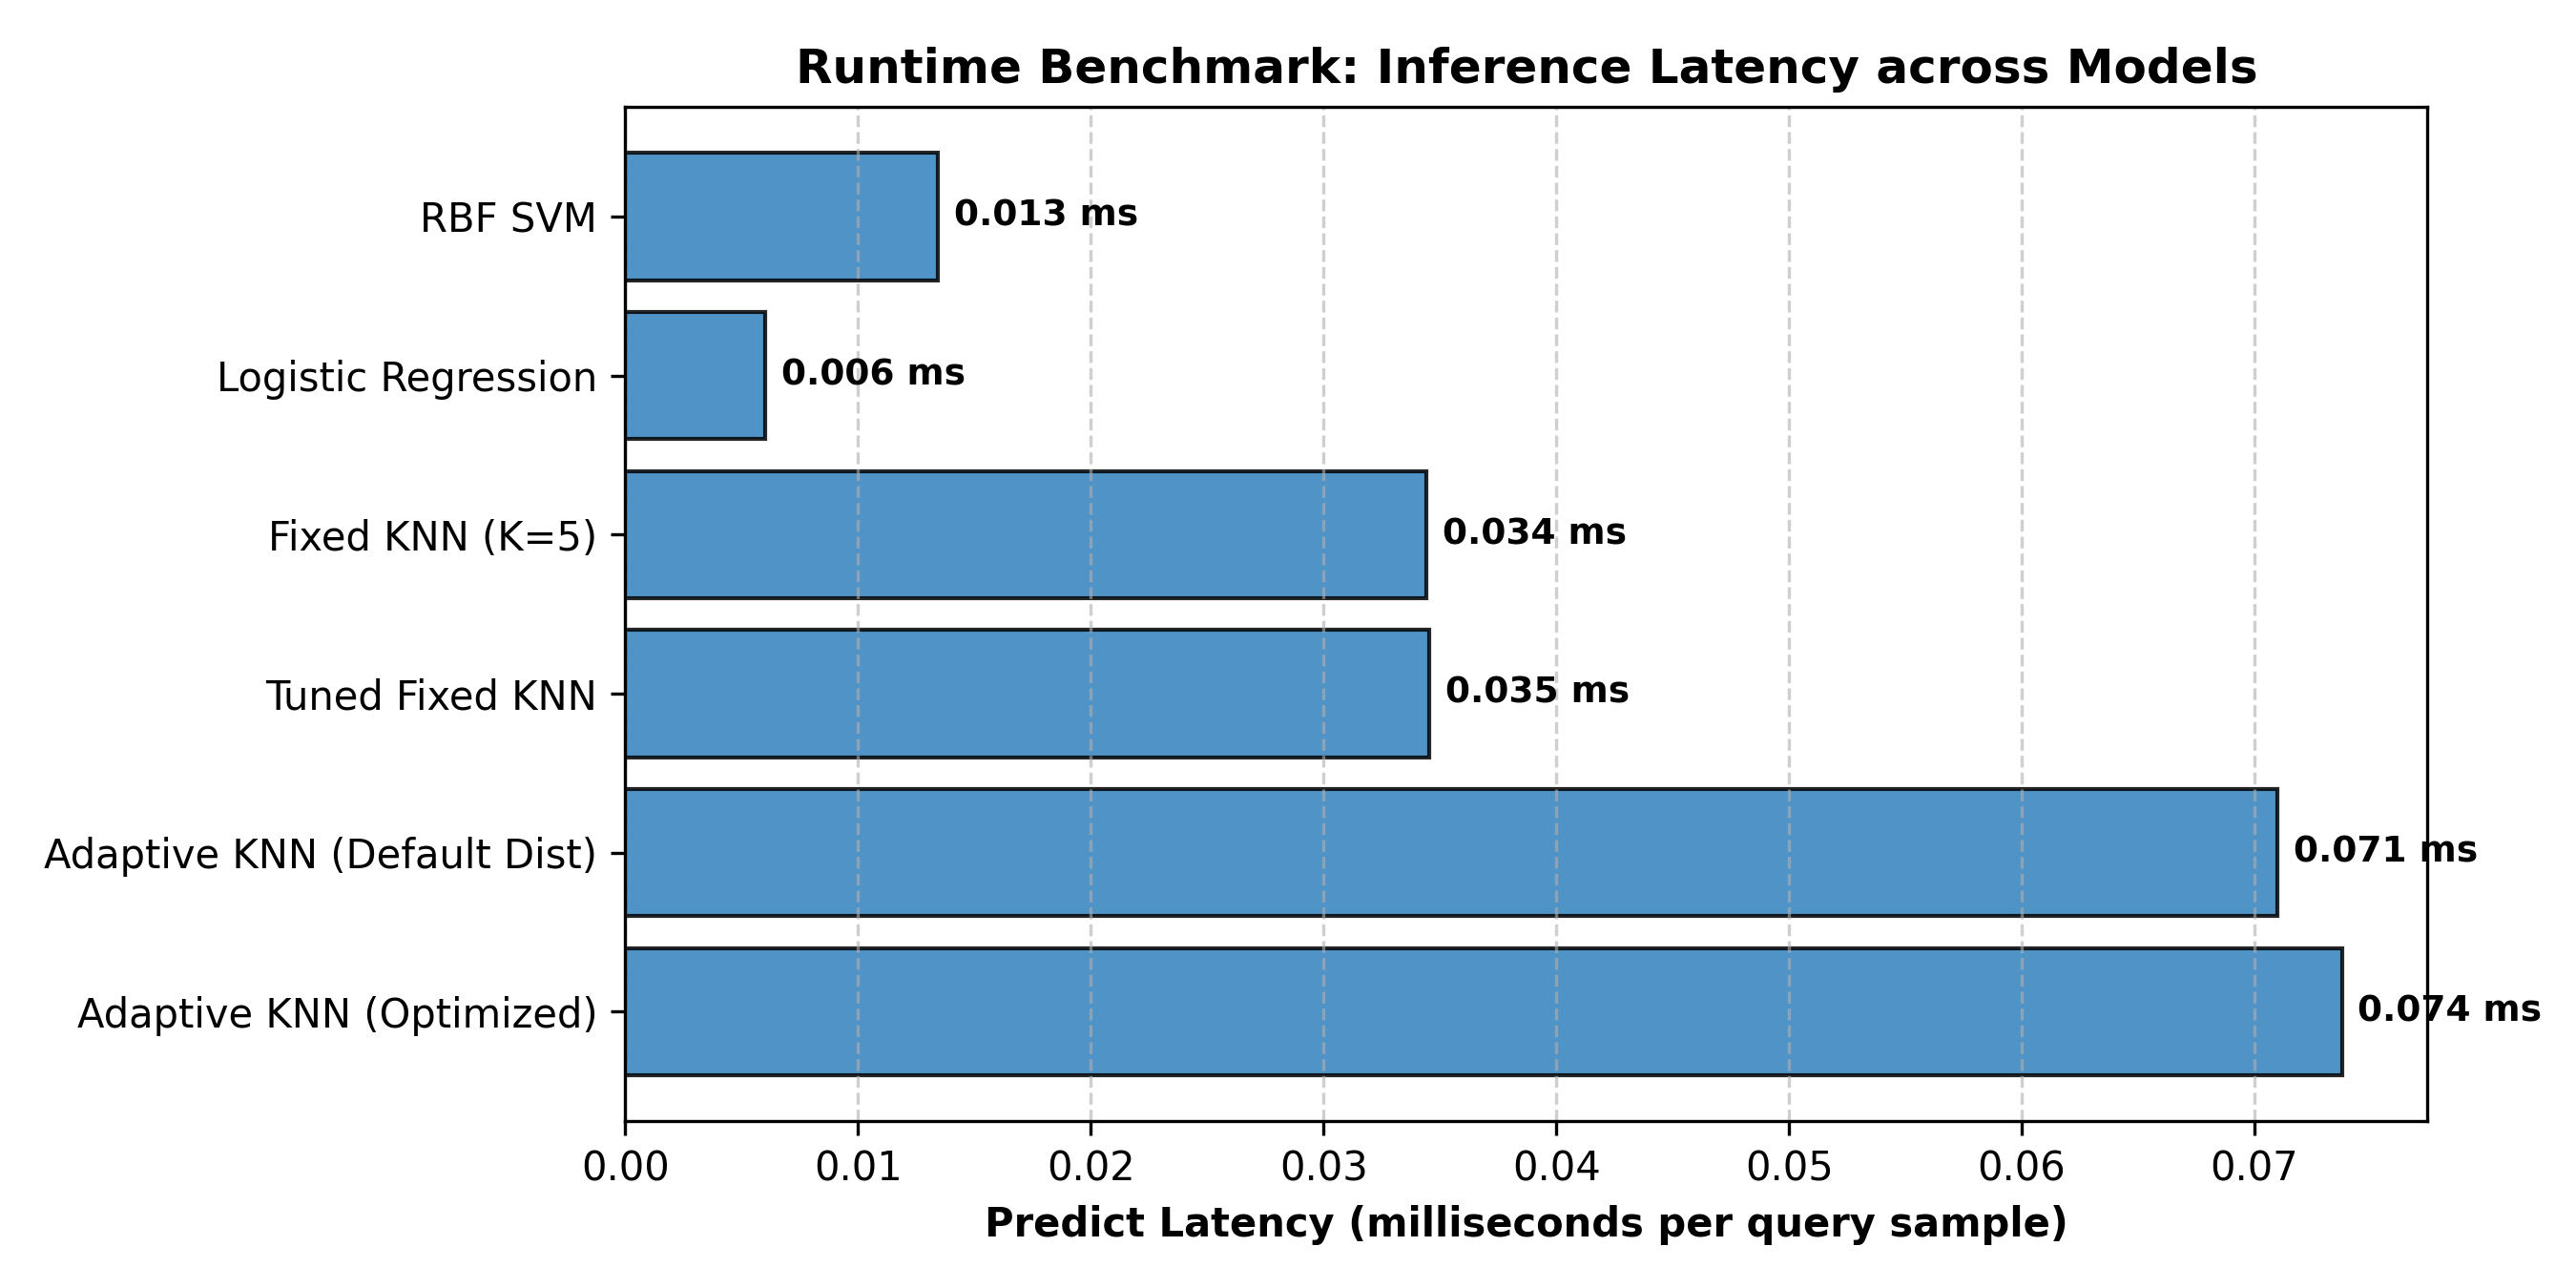 Runtime Benchmark: Inference Latency across Models
RBF SVM
0.013 ms
Logistic Regression
0.006 ms
Fixed KNN (K=5)
0.034 ms
Tuned Fixed KNN
0.035 ms
Adaptive KNN (Default Dist)
0.071 ms
Adaptive KNN (Optimized)
0.074 ms
0.00 0.01 0.02 0.03 0.04 0.05 0.06 0.07
Predict Latency (milliseconds per query sample)